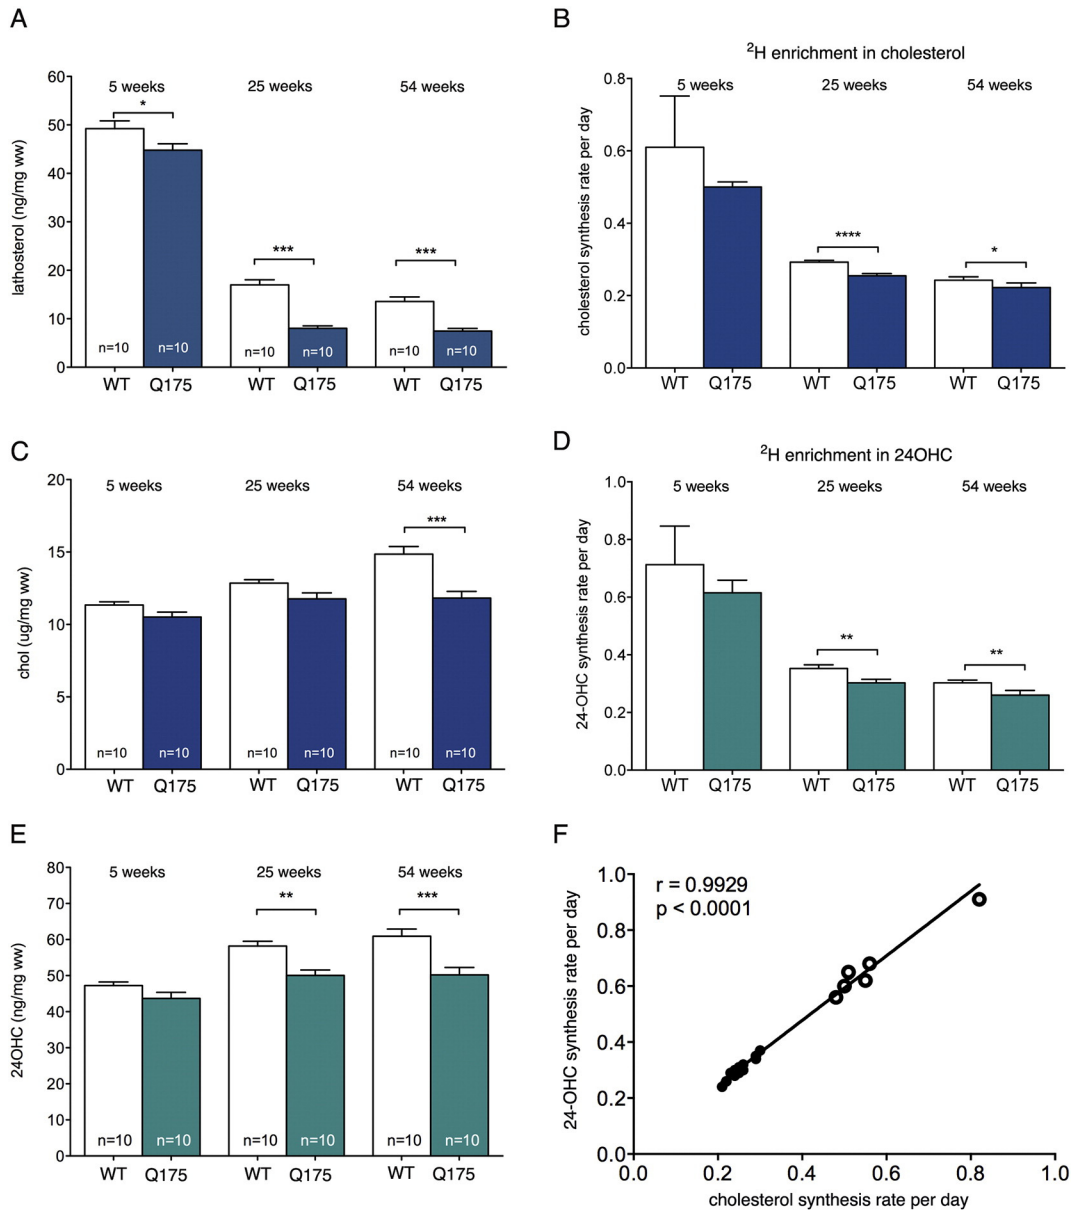 A
5 weeks
25 weeks
54 weeks
*
***
***
lathosterol (ng/mg ww)
60
50
40
30
20
10
0
n=10
n=10
n=10
n=10
n=10
n=10
WT
Q175
WT
Q175
WT
Q175
B
²H enrichment in cholesterol
5 weeks
25 weeks
54 weeks
****
*
cholesterol synthesis rate per day
0.8
0.6
0.4
0.2
0.0
WT
Q175
WT
Q175
WT
Q175
C
5 weeks
25 weeks
54 weeks
***
chol (ug/mg ww)
20
15
10
5
0
n=10
n=10
n=10
n=10
n=10
n=10
WT
Q175
WT
Q175
WT
Q175
D
²H enrichment in 24OHC
5 weeks
25 weeks
54 weeks
**
**
24-OHC synthesis rate per day
1.0
0.8
0.6
0.4
0.2
0.0
WT
Q175
WT
Q175
WT
Q175
E
5 weeks
25 weeks
54 weeks
**
***
24OHC (ng/mg ww)
80
70
60
50
40
30
20
10
0
n=10
n=10
n=10
n=10
n=10
n=10
WT
Q175
WT
Q175
WT
Q175
F
r = 0.9929
p < 0.0001
24-OHC synthesis rate per day
1.0
0.8
0.6
0.4
0.2
0.0
0.0
0.2
0.4
0.6
0.8
1.0
cholesterol synthesis rate per day